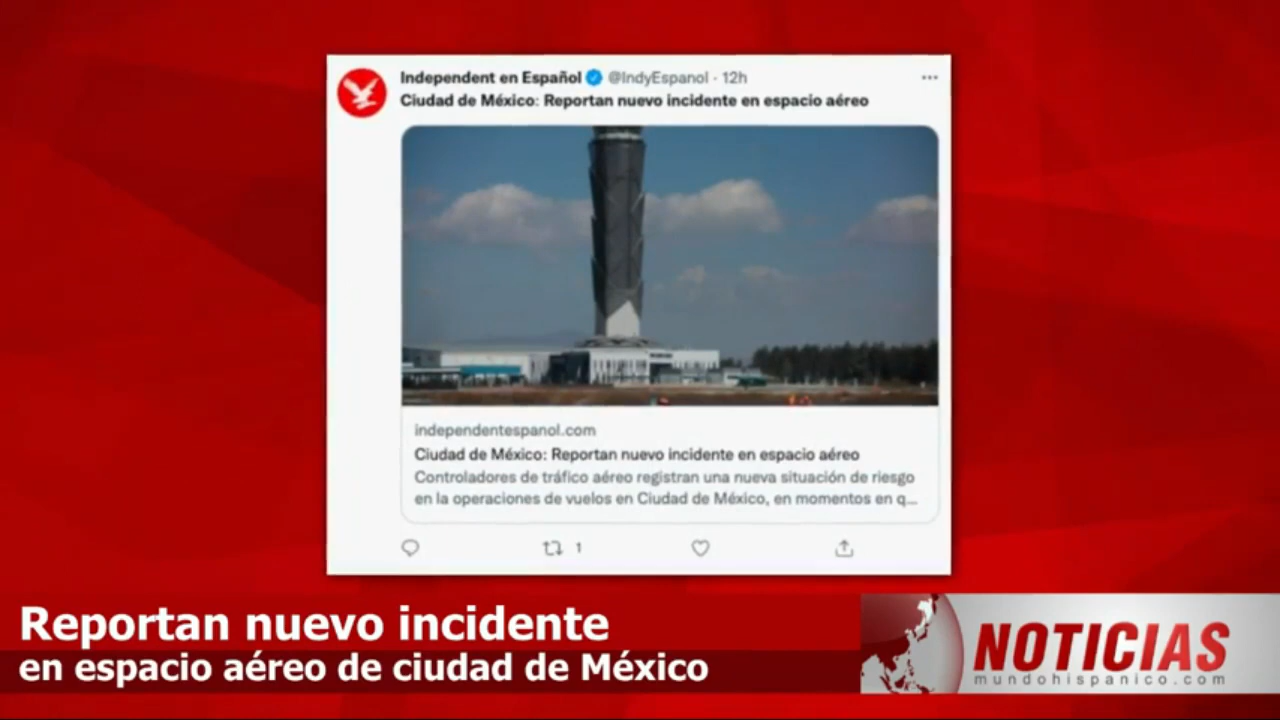 Independent en Español @IndyEspanol · 12h
Ciudad de México: Reportan nuevo incidente en espacio aéreo
independentespanol.com
Ciudad de México: Reportan nuevo incidente en espacio aéreo
Controladores de tráfico aéreo registran una nueva situación de riesgo
en la operaciones de vuelos en Ciudad de México, en momentos en q...
1
Reportan nuevo incidente
en espacio aéreo de ciudad de México
NOTICIAS
mundohispanico.com